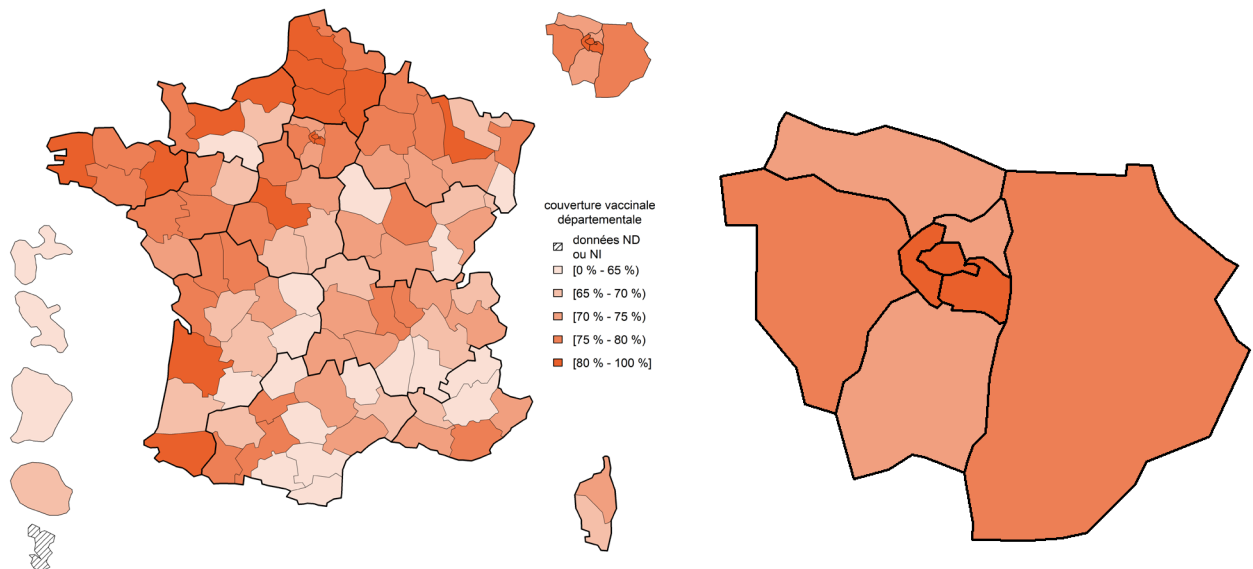 couverture vaccinale
départementale
données ND
ou NI
[0 % - 65 %)
[65 % - 70 %)
[70 % - 75 %)
[75 % - 80 %)
[80 % - 100 %]